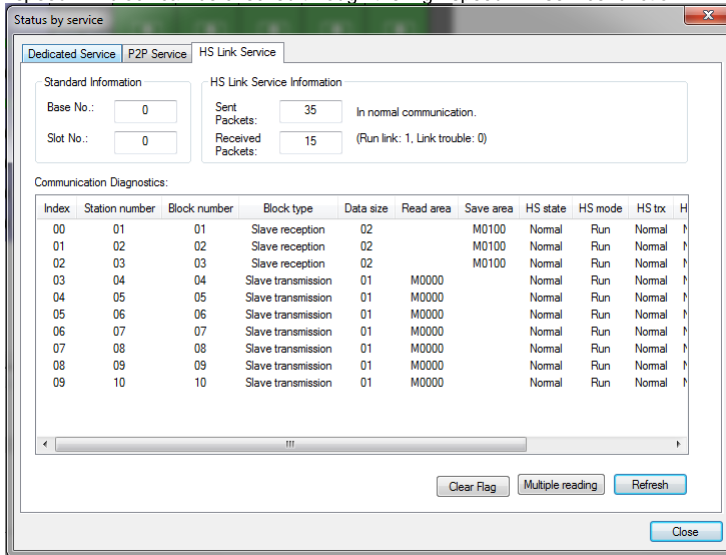 Status by service
Dedicated Service P2P Service HS Link Service
Standard Information HS Link Service Information
Base No.: 0 Sent Packets: 35 In normal communication.
Slot No.: 0 Received Packets: 15 (Run link: 1, Link trouble: 0)
Communication Diagnostics:
Index Station number Block number Block type Data size Read area Save area HS state HS mode HS trx H
00 01 01 Slave reception 02 M0100 Normal Run Normal N
01 02 02 Slave reception 02 M0100 Normal Run Normal N
02 03 03 Slave reception 02 M0100 Normal Run Normal N
03 04 04 Slave transmission 01 M0000 Normal Run Normal N
04 05 05 Slave transmission 01 M0000 Normal Run Normal N
05 06 06 Slave transmission 01 M0000 Normal Run Normal N
06 07 07 Slave transmission 01 M0000 Normal Run Normal N
07 08 08 Slave transmission 01 M0000 Normal Run Normal N
08 09 09 Slave transmission 01 M0000 Normal Run Normal N
09 10 10 Slave transmission 01 M0000 Normal Run Normal N
Clear Flag Multiple reading Refresh
Close